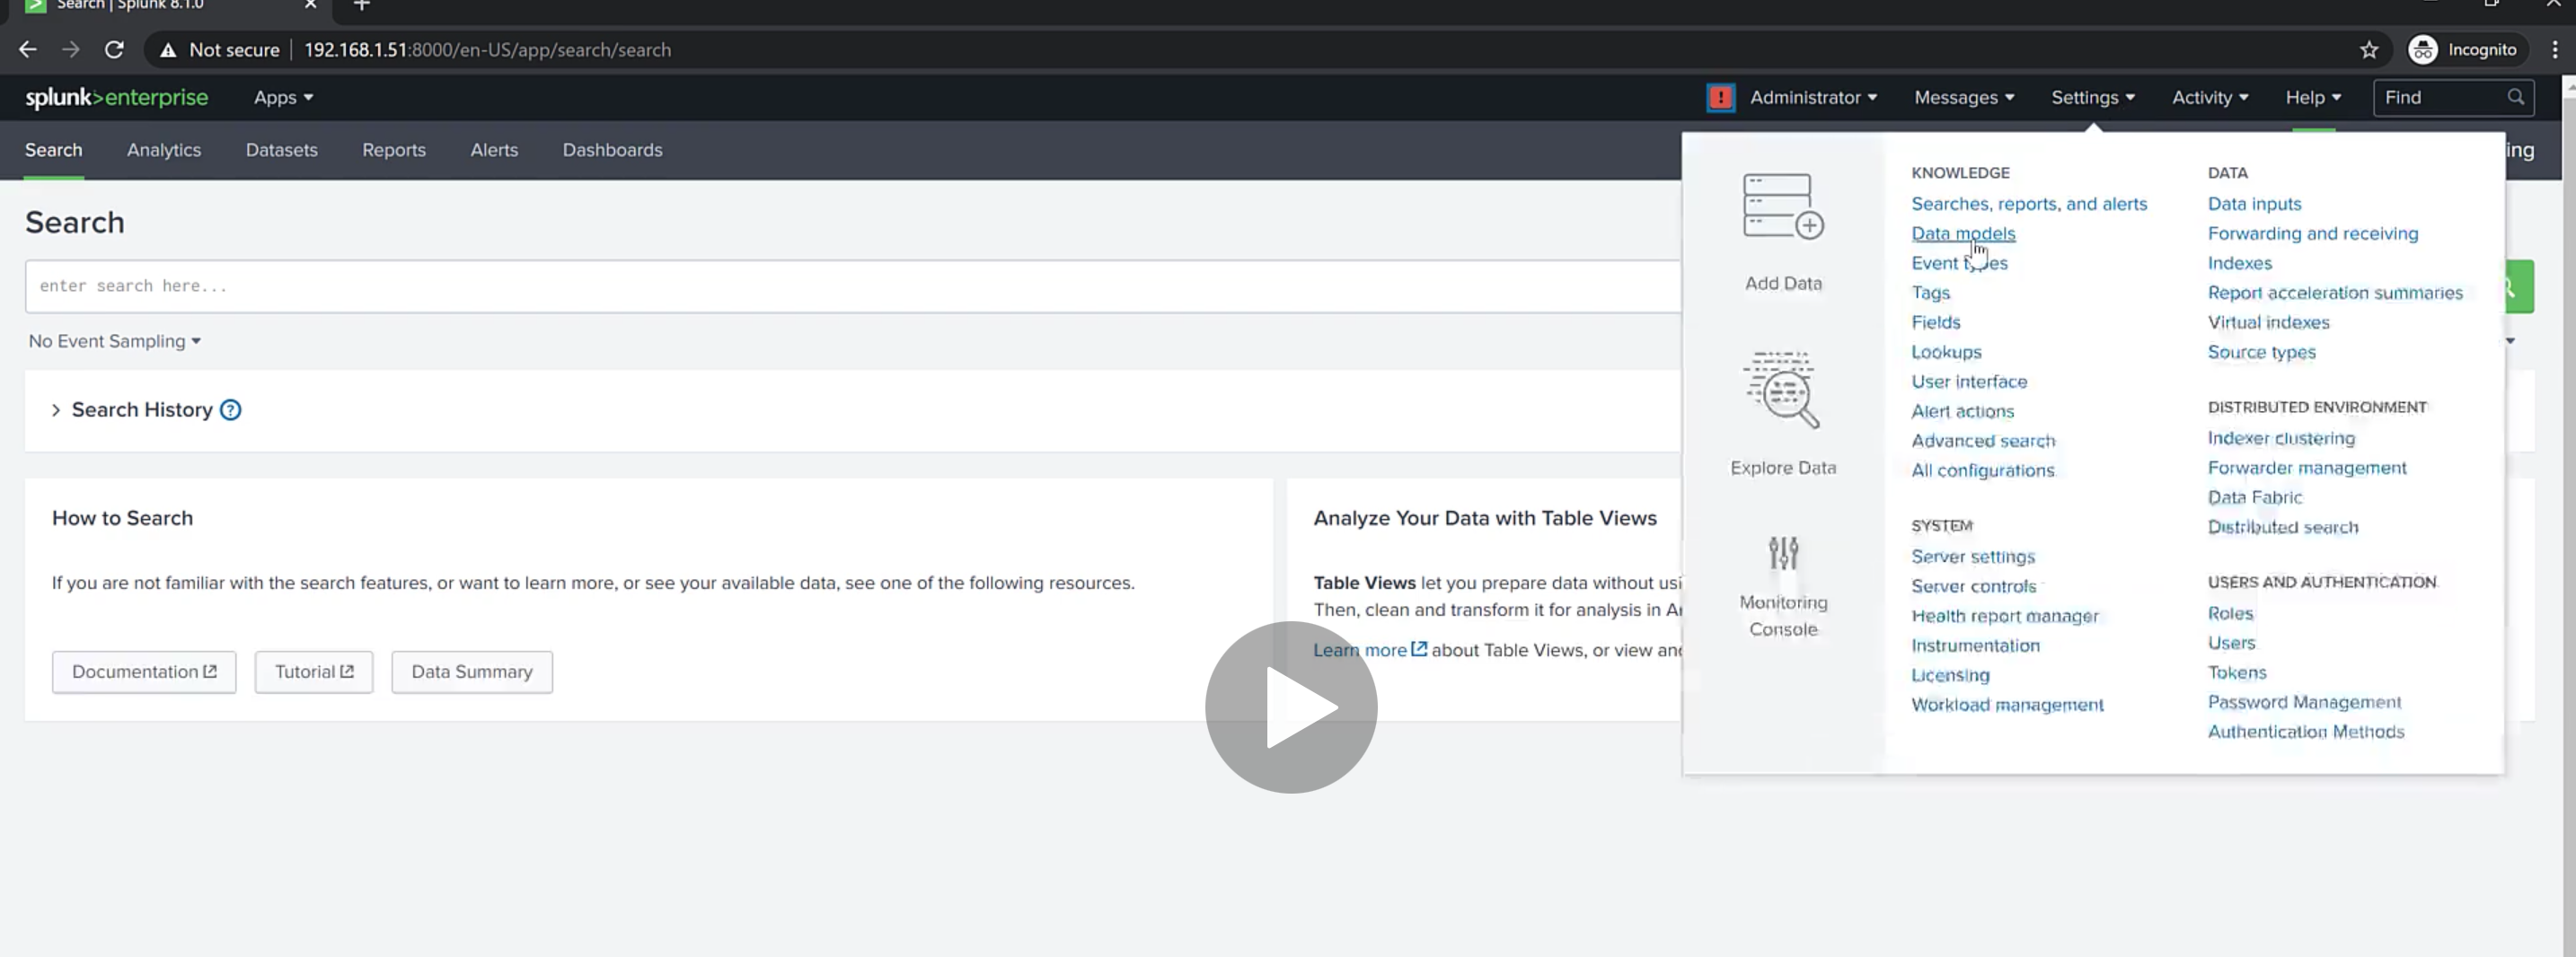 Search | Splunk 8.1.0
Not secure 192.168.1.51:8000/en-US/app/search/search
Incognito
splunk>enterprise Apps
! Administrator Messages Settings Activity Help Find
Search Analytics Datasets Reports Alerts Dashboards
ing
Search
enter search here...
No Event Sampling
Search History ?
How to Search
If you are not familiar with the search features, or want to learn more, or see your available data, see one of the following resources.
Documentation Tutorial Data Summary
Analyze Your Data with Table Views
Table Views let you prepare data without usi
Then, clean and transform it for analysis in A
Learn more about Table Views, or view and
Add Data
Explore Data
Monitoring
Console
KNOWLEDGE
Searches, reports, and alerts
Data models
Event types
Tags
Fields
Lookups
User interface
Alert actions
Advanced search
All configurations
SYSTEM
Server settings
Server controls
Health report manager
Instrumentation
Licensing
Workload management
DATA
Data inputs
Forwarding and receiving
Indexes
Report acceleration summaries
Virtual indexes
Source types
DISTRIBUTED ENVIRONMENT
Indexer clustering
Forwarder management
Data Fabric
Distributed search
USERS AND AUTHENTICATION
Roles
Users
Tokens
Password Management
Authentication Methods